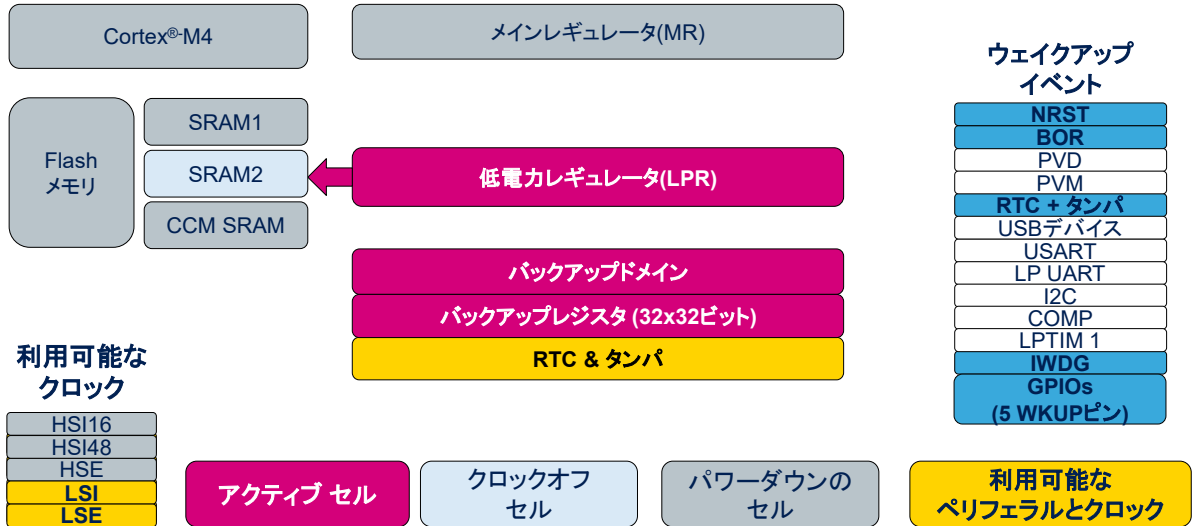 Cortex®-M4
メインレギュレータ(MR)
Flash
メモリ
SRAM1
SRAM2
CCM SRAM
低電力レギュレータ(LPR)
バックアップドメイン
バックアップレジスタ (32x32ビット)
RTC & タンパ
ウェイクアップ
イベント
NRST
BOR
PVD
PVM
RTC + タンパ
USBデバイス
USART
LP UART
I2C
COMP
LPTIM 1
IWDG
GPIOs
(5 WKUPピン)
利用可能な
クロック
HSI16
HSI48
HSE
LSI
LSE
アクティブ セル
クロックオフ
セル
パワーダウンの
セル
利用可能な
ペリフェラルとクロック